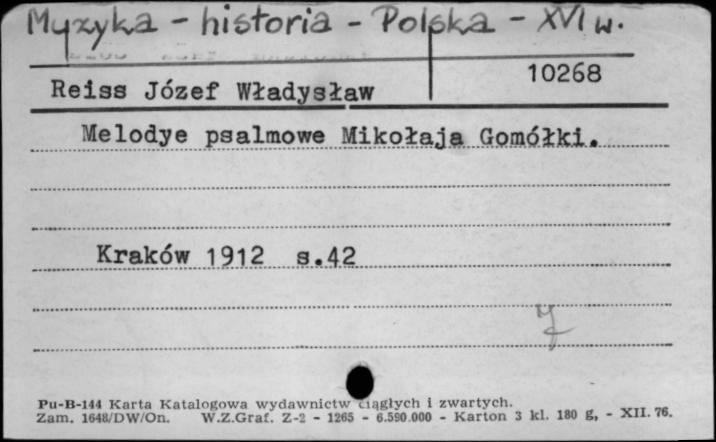 Muzyka - historia - Polska - XVI w.
10268
Reiss Józef Władysław
Melodye psalmowe Mikołaja Gomółki.
Kraków 1912 s.42
Pu-B-144 Karta Katalogowa wydawnictw ciągłych i zwartych.
Zam. 1648/DW/On. W.Z.Graf. Z-2 - 1265 - 6.590.000 - Karton 3 kl. 180 g, - XII. 76.